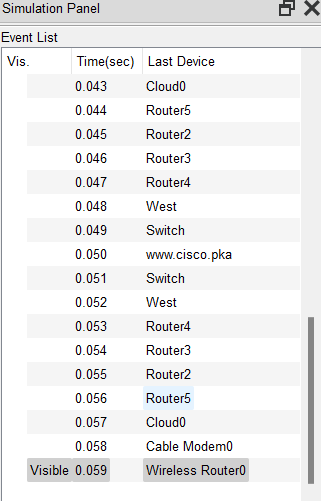 Simulation Panel
Event List
Vis. Time(sec) Last Device
0.043 Cloud0
0.044 Router5
0.045 Router2
0.046 Router3
0.047 Router4
0.048 West
0.049 Switch
0.050 www.cisco.pka
0.051 Switch
0.052 West
0.053 Router4
0.054 Router3
0.055 Router2
0.056 Router5
0.057 Cloud0
0.058 Cable Modem0
Visible 0.059 Wireless Router0